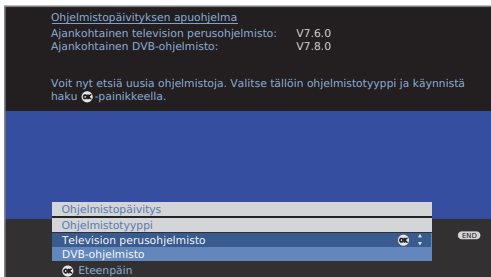 Ohjelmistopäivityksen apuohjelma
Ajankohtainen television perusohjelmisto: V7.6.0
Ajankohtainen DVB-ohjelmisto: V7.8.0
Voit nyt etsiä uusia ohjelmistoja. Valitse tällöin ohjelmistotyyppi ja käynnistä
haku OK -painikkeella.
Ohjelmistopäivitys
Ohjelmistotyyppi
Television perusohjelmisto OK
END
DVB-ohjelmisto
OK Eteenpäin